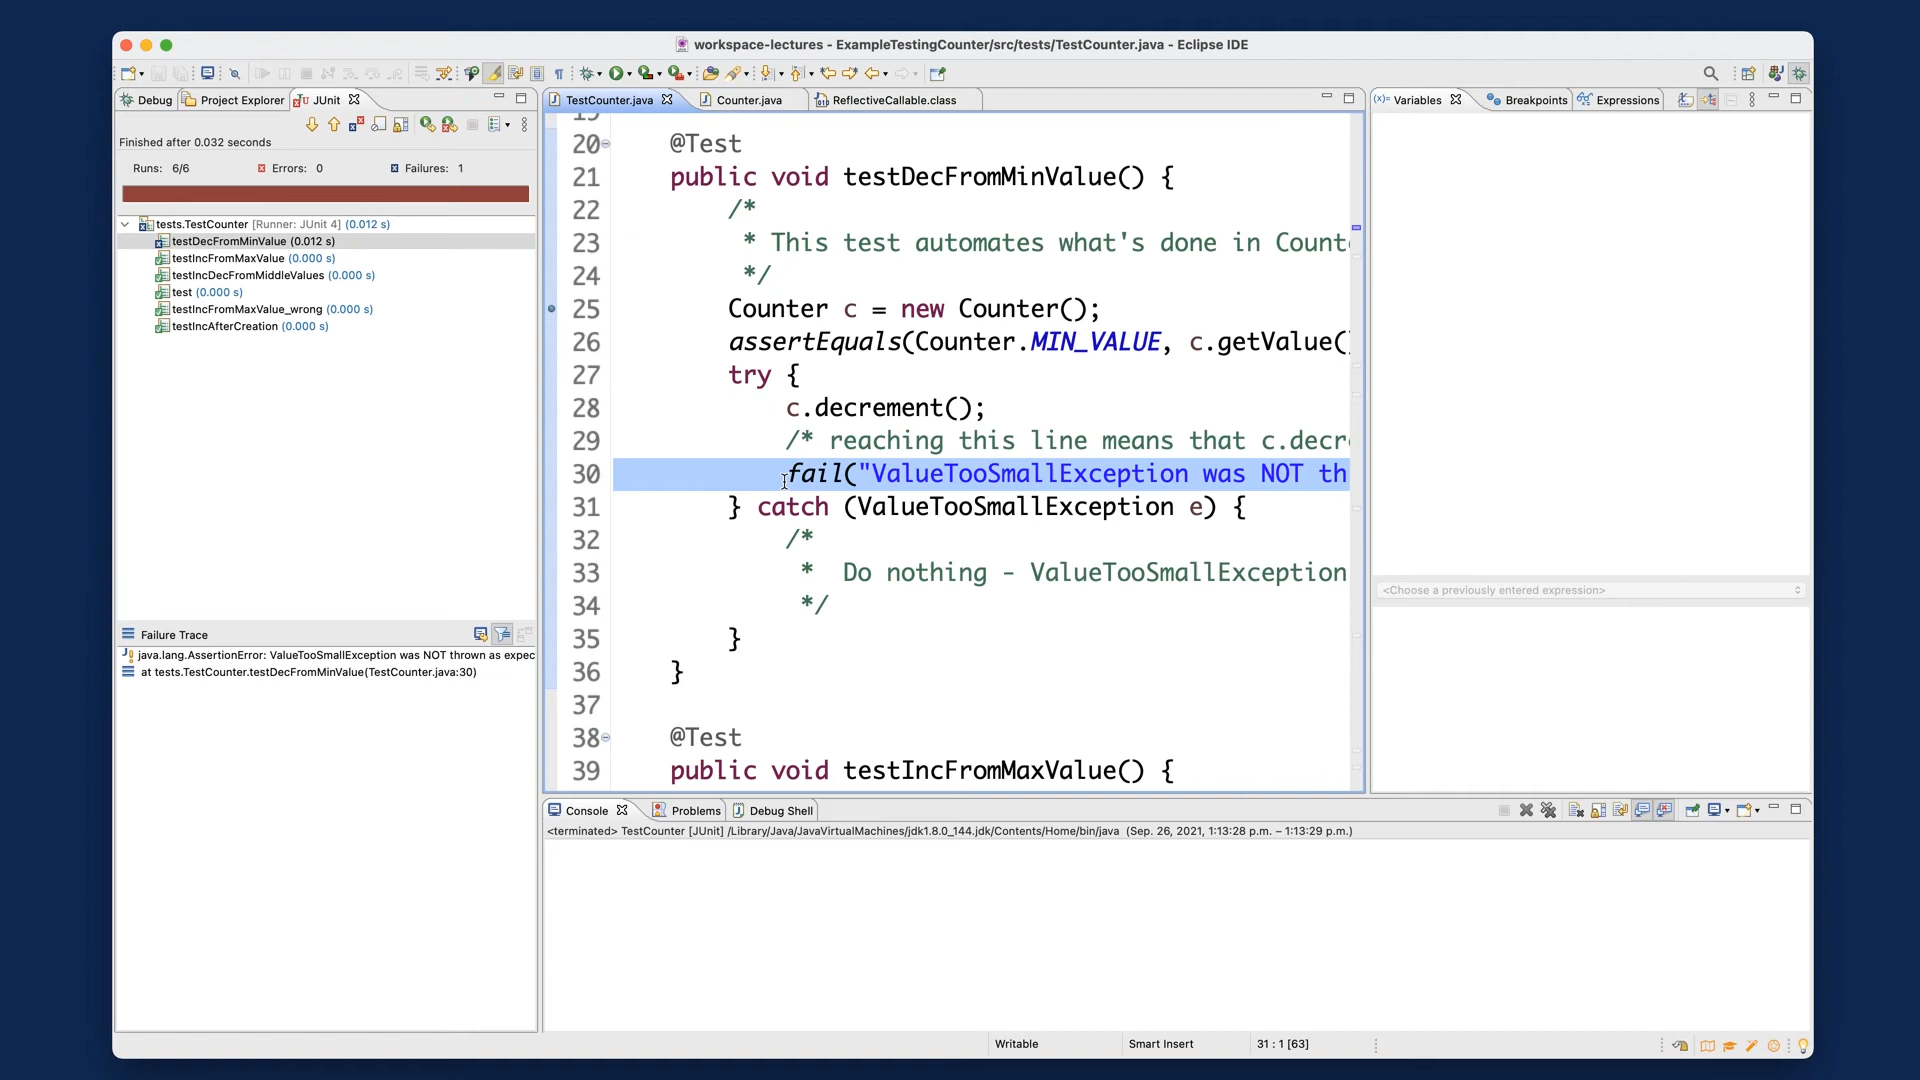 workspace-lectures - ExampleTestingCounter/src/tests/TestCounter.java - Eclipse IDE
Debug
Project Explorer
JUnit
Finished after 0.032 seconds
Runs: 6/6
Errors: 0
Failures: 1
tests.TestCounter [Runner: JUnit 4] (0.012 s)
testDecFromMinValue (0.012 s)
testIncFromMaxValue (0.000 s)
testIncDecFromMiddleValues (0.000 s)
test (0.000 s)
testIncFromMaxValue_wrong (0.000 s)
testIncAfterCreation (0.000 s)
Failure Trace
java.lang.AssertionError: ValueTooSmallException was NOT thrown as expec
at tests.TestCounter.testDecFromMinValue(TestCounter.java:30)
TestCounter.java
Counter.java
ReflectiveCallable.class
19
20 @Test
21 public void testDecFromMinValue() {
22 /*
23 * This test automates what's done in Count
24 */
25 Counter c = new Counter();
26 assertEquals(Counter.MIN_VALUE, c.getValue()
27 try {
28 c.decrement();
29 /* reaching this line means that c.decr
30 fail("ValueTooSmallException was NOT th
31 } catch (ValueTooSmallException e) {
32 /*
33 * Do nothing - ValueTooSmallException
34 */
35 }
36 }
37
38 @Test
39 public void testIncFromMaxValue() {
Variables
Breakpoints
Expressions
<Choose a previously entered expression>
Console
Problems
Debug Shell
<terminated> TestCounter [JUnit] /Library/Java/JavaVirtualMachines/jdk1.8.0_144.jdk/Contents/Home/bin/java (Sep. 26, 2021, 1:13:28 p.m. – 1:13:29 p.m.)
Writable
Smart Insert
31 : 1 [63]